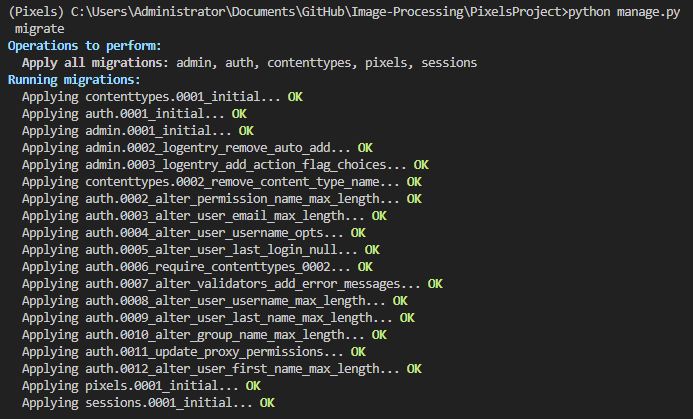 (Pixels) C:\Users\Administrator\Documents\GitHub\Image-Processing\PixelsProject>python manage.py
migrate
Operations to perform:
Apply all migrations: admin, auth, contenttypes, pixels, sessions
Running migrations:
Applying contenttypes.0001_initial... OK
Applying auth.0001_initial... OK
Applying admin.0001_initial... OK
Applying admin.0002_logentry_remove_auto_add... OK
Applying admin.0003_logentry_add_action_flag_choices... OK
Applying contenttypes.0002_remove_content_type_name... OK
Applying auth.0002_alter_permission_name_max_length... OK
Applying auth.0003_alter_user_email_max_length... OK
Applying auth.0004_alter_user_username_opts... OK
Applying auth.0005_alter_user_last_login_null... OK
Applying auth.0006_require_contenttypes_0002... OK
Applying auth.0007_alter_validators_add_error_messages... OK
Applying auth.0008_alter_user_username_max_length... OK
Applying auth.0009_alter_user_last_name_max_length... OK
Applying auth.0010_alter_group_name_max_length... OK
Applying auth.0011_update_proxy_permissions... OK
Applying auth.0012_alter_user_first_name_max_length... OK
Applying pixels.0001_initial... OK
Applying sessions.0001_initial... OK